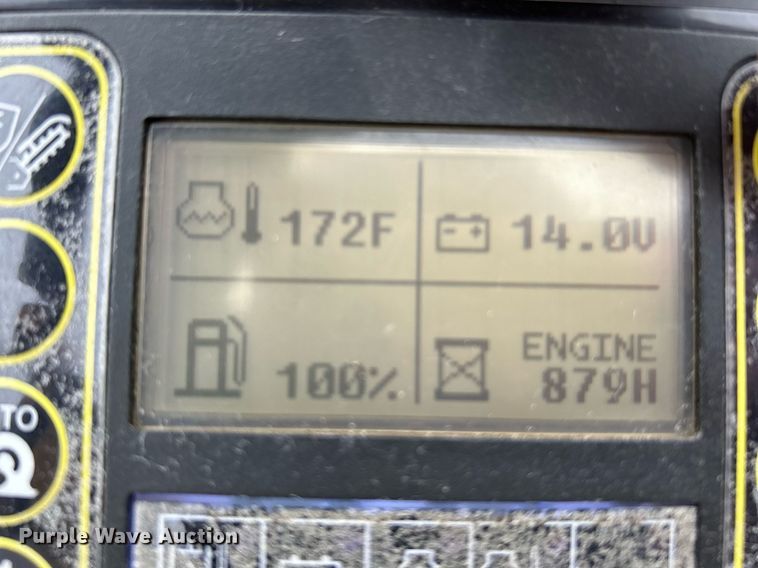 172F
14.0V
100%
ENGINE
879H
TO
Purple Wave Auction